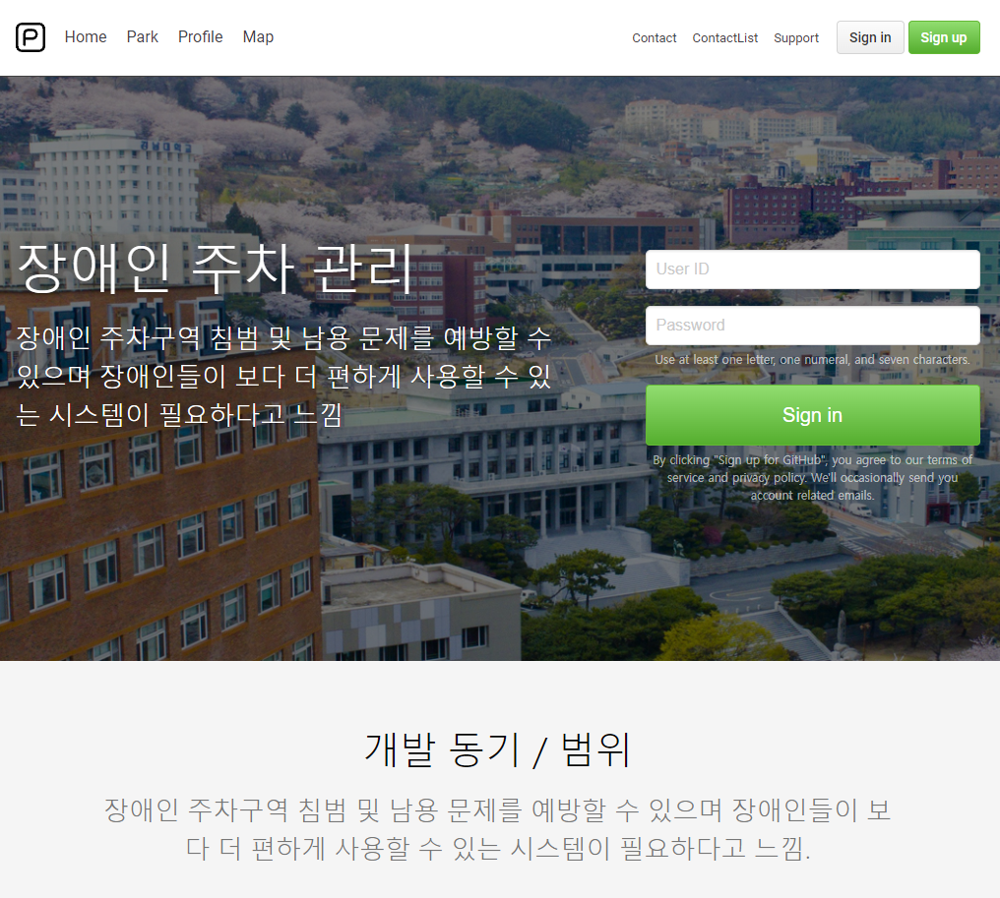 P Home Park Profile Map Contact ContactList Support Sign in Sign up
경남대학교
장애인 주차 관리
장애인 주차구역 침범 및 남용 문제를 예방할 수
있으며 장애인들이 보다 더 편하게 사용할 수 있
는 시스템이 필요하다고 느낌
User ID
Password
Use at least one letter, one numeral, and seven characters.
Sign in
By clicking "Sign up for GitHub", you agree to our terms of
service and privacy policy. We'll occasionally send you
account related emails.
개발 동기 / 범위
장애인 주차구역 침범 및 남용 문제를 예방할 수 있으며 장애인들이 보
다 더 편하게 사용할 수 있는 시스템이 필요하다고 느낌.